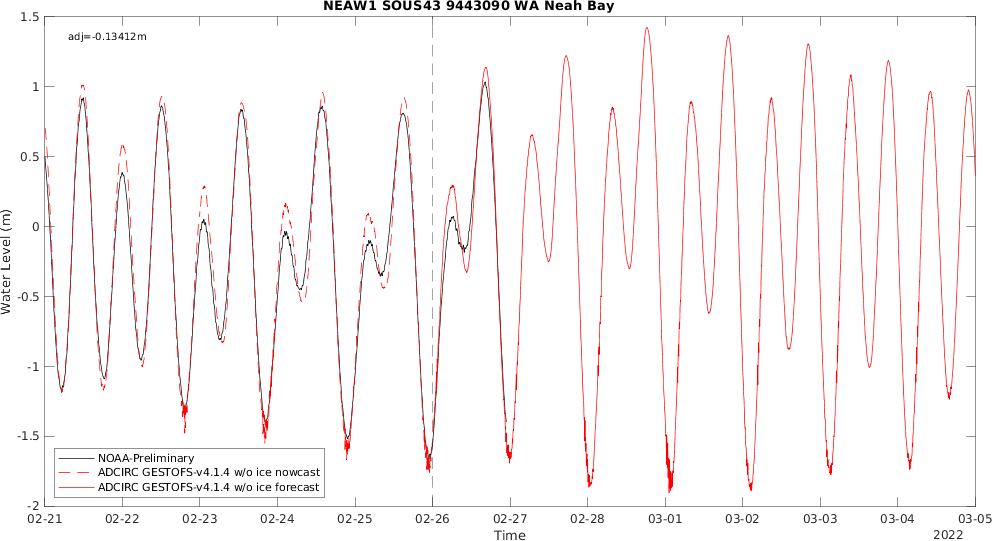 NEAW1 SOUS43 9443090 WA Neah Bay
adj=-0.13412m
1.5
1
0.5
0
-0.5
-1
-1.5
-2
Water Level (m)
NOAA-Preliminary
ADCIRC GESTOFS-v4.1.4 w/o ice nowcast
ADCIRC GESTOFS-v4.1.4 w/o ice forecast
02-21 02-22 02-23 02-24 02-25 02-26 02-27 02-28 03-01 03-02 03-03 03-04 03-05
Time
2022